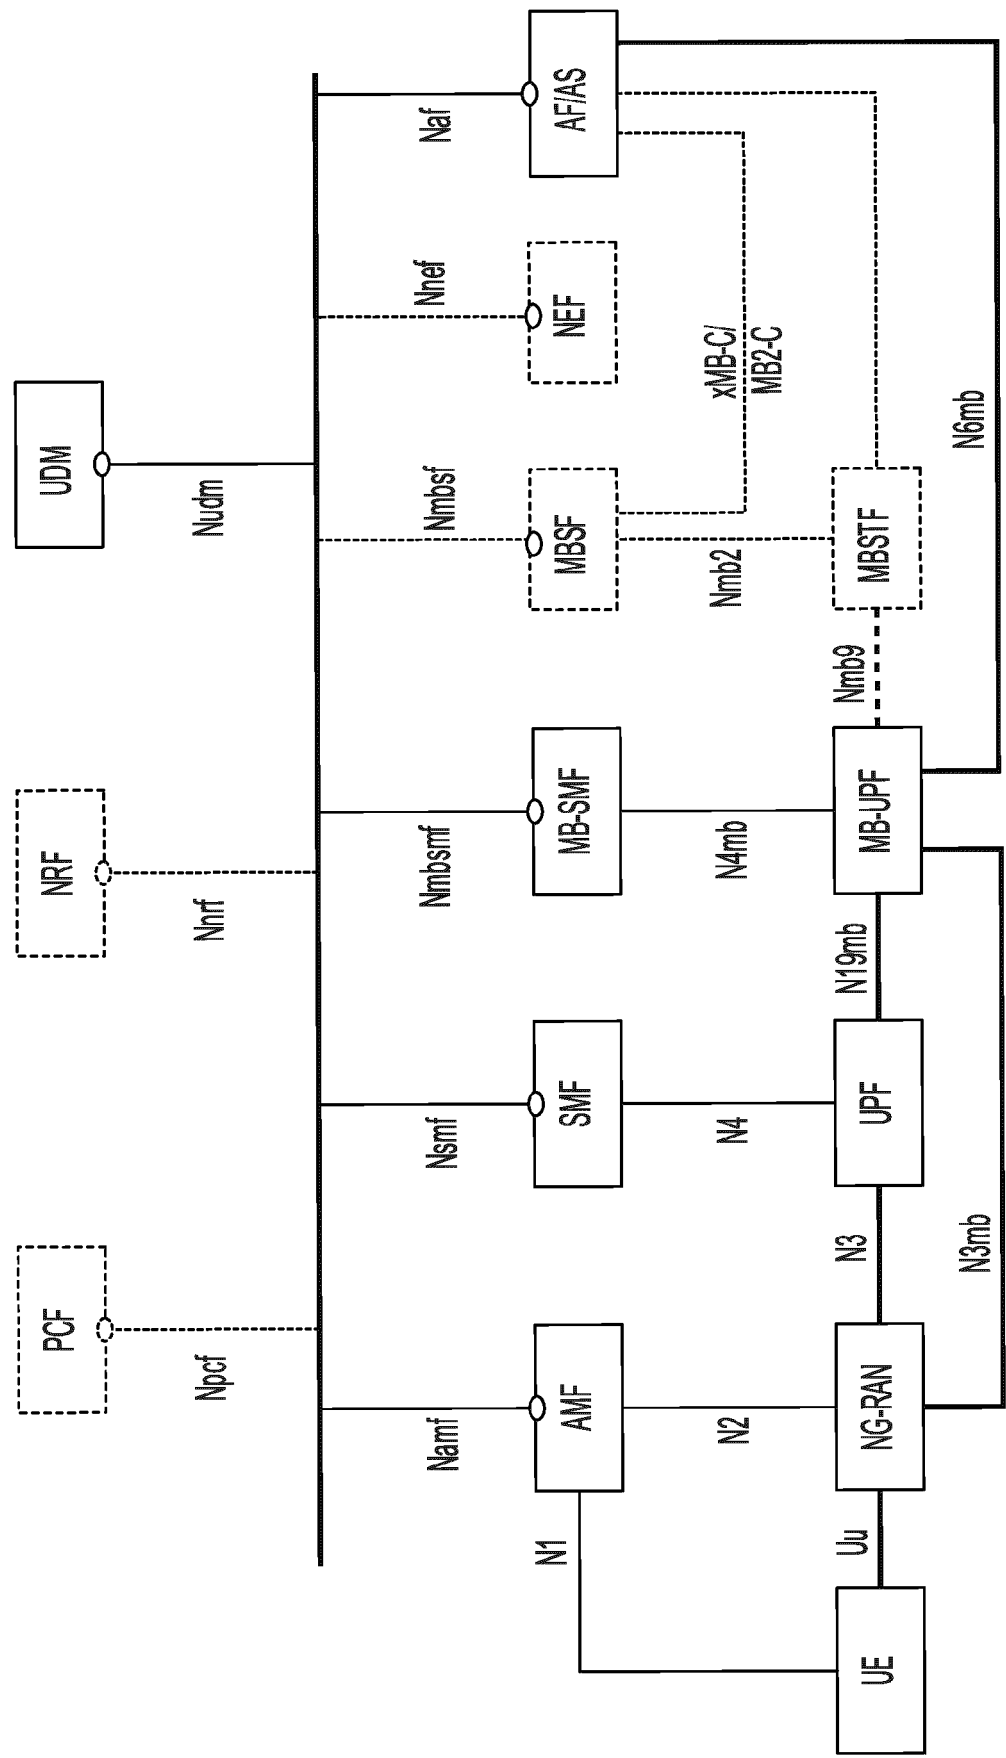 PCF
NRF
UDM
Npcf
Nnrf
Nudm
Namf
Nsmf
Nmbsmf
Nmbsf
Nnef
Naf
AMF
SMF
MB-SMF
MBSF
NEF
AF/AS
N1
N2
N4
N4mb
Nmb2
xMB-C/
MB2-C
UE
Uu
NG-RAN
N3
UPF
N19mb
MB-UPF
Nmb9
MBSTF
N3mb
N6mb